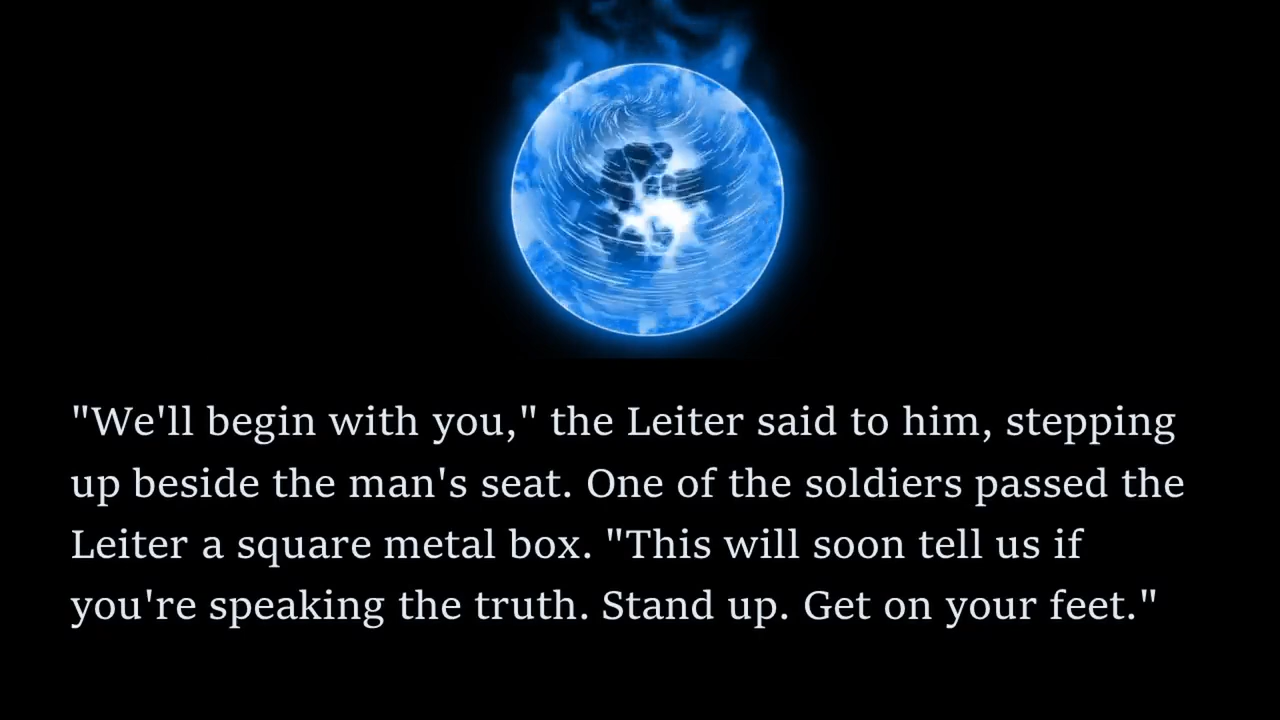 "We'll begin with you," the Leiter said to him, stepping
up beside the man's seat. One of the soldiers passed the
Leiter a square metal box. "This will soon tell us if
you're speaking the truth. Stand up. Get on your feet."